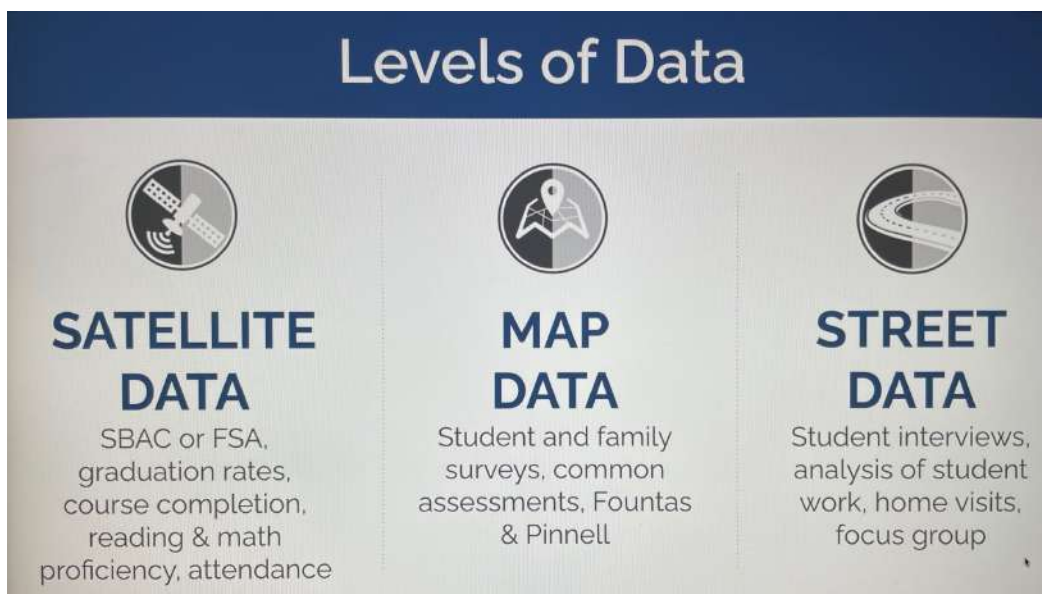 Levels of Data
SATELLITE
DATA
SBAC or FSA,
graduation rates,
course completion,
reading & math
proficiency, attendance
MAP
DATA
Student and family
surveys, common
assessments, Fountas
& Pinnell
STREET
DATA
Student interviews,
analysis of student
work, home visits,
focus group